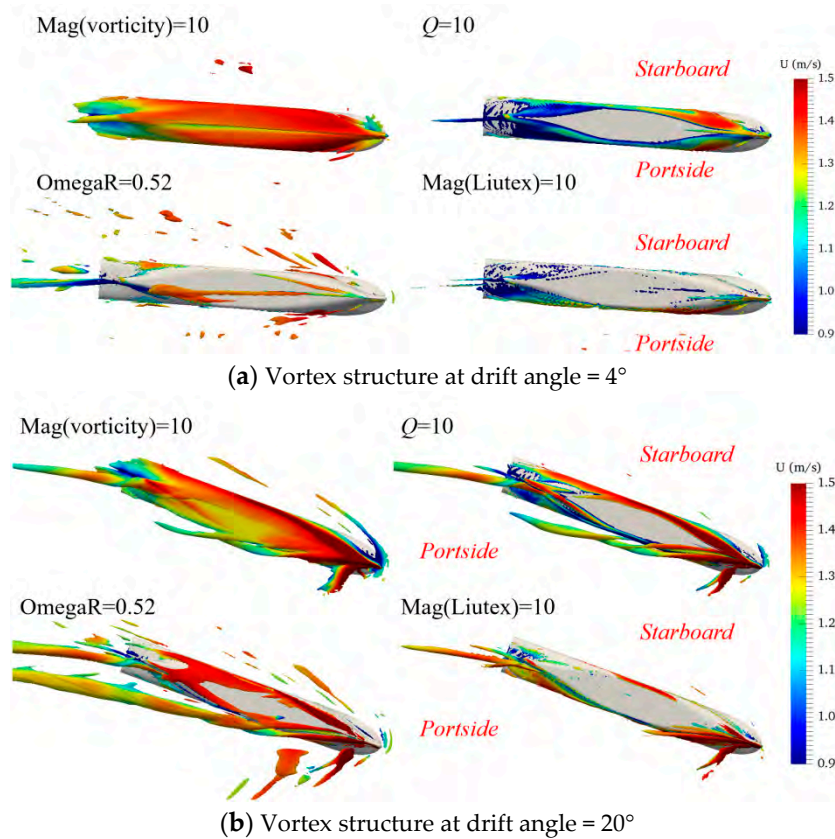 Mag(vorticity)=10
Q=10
U (m/s)
Starboard
1.5
1.4
1.3
1.2
1.1
1.0
0.9
Portside
OmegaR=0.52
Mag(Liutex)=10
Starboard
Portside
(a) Vortex structure at drift angle = 4°
Mag(vorticity)=10
Q=10
Starboard
U (m/s)
1.5
1.4
1.3
1.2
1.1
1.0
0.9
Portside
OmegaR=0.52
Mag(Liutex)=10
Starboard
Portside
(b) Vortex structure at drift angle = 20°